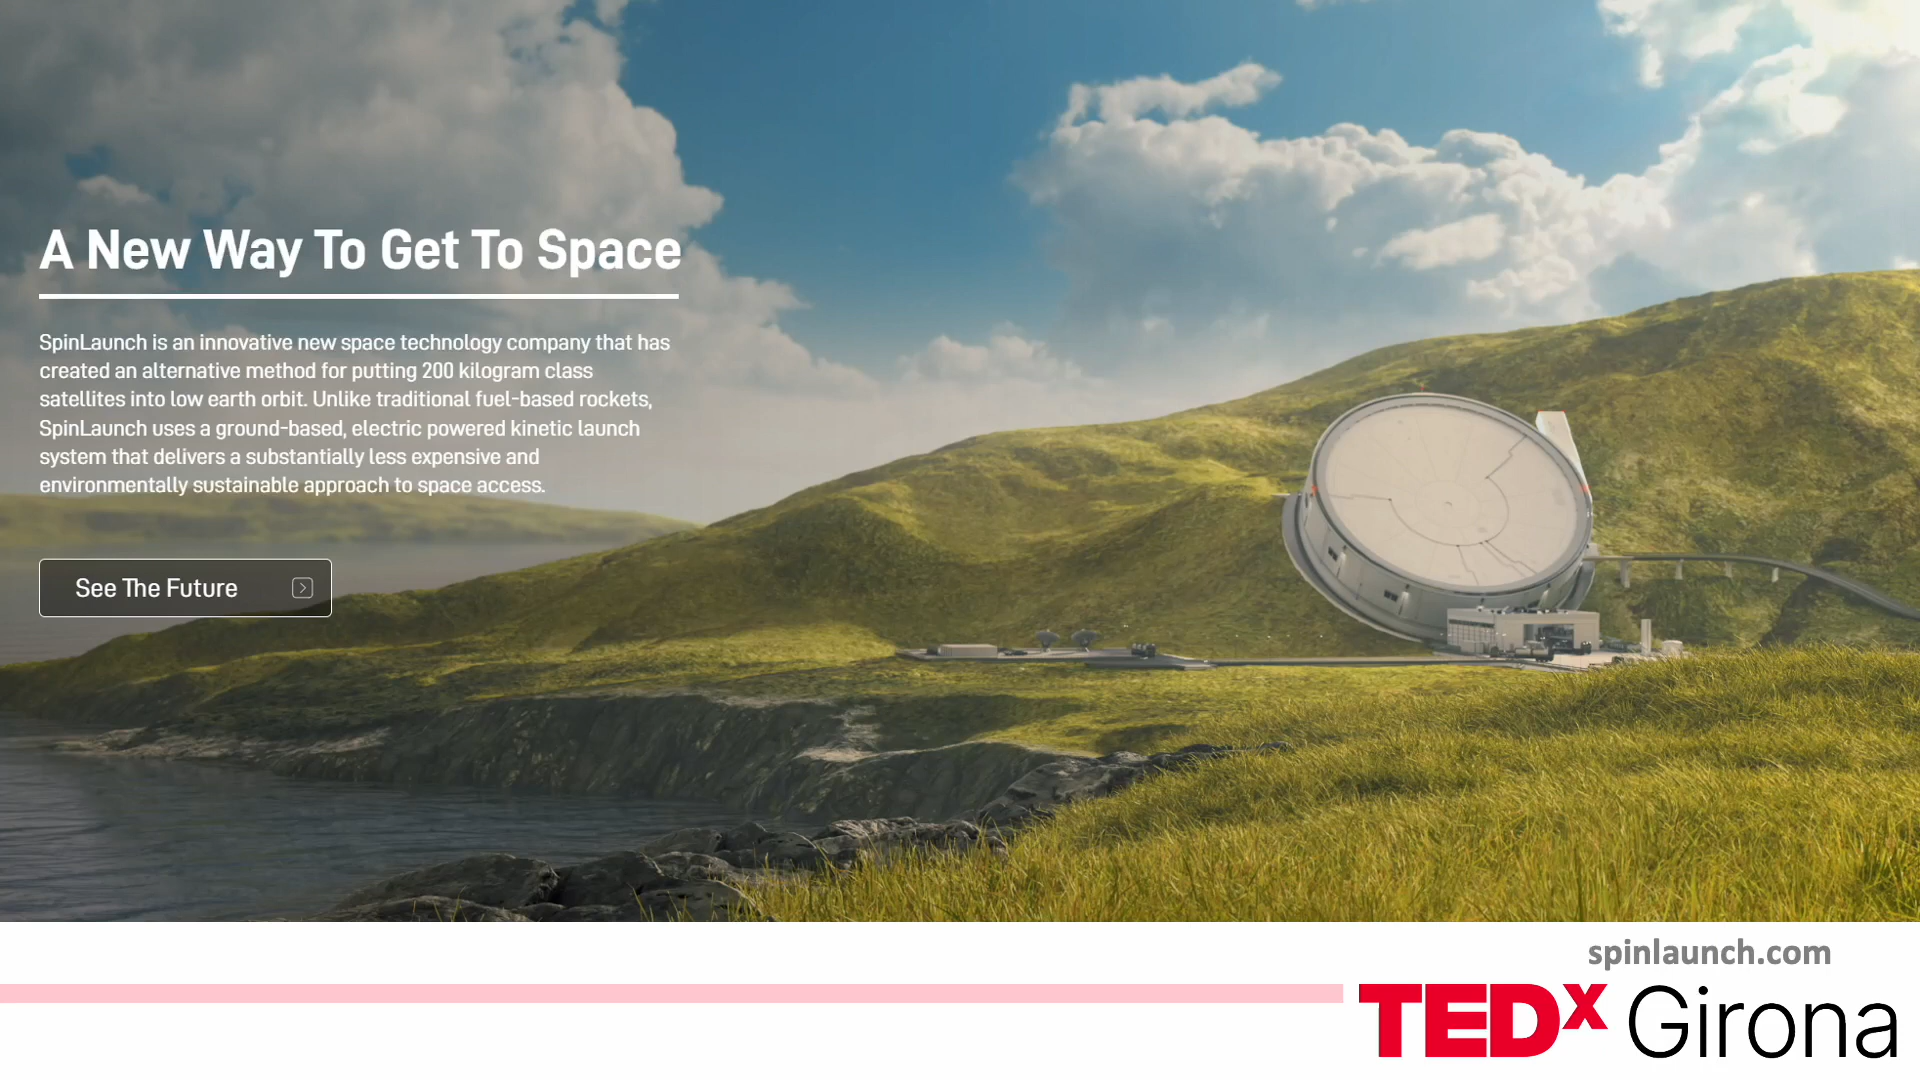 A New Way To Get To Space
SpinLaunch is an innovative new space technology company that has
created an alternative method for putting 200 kilogram class
satellites into low earth orbit. Unlike traditional fuel-based rockets,
SpinLaunch uses a ground-based, electric powered kinetic launch
system that delivers a substantially less expensive and
environmentally sustainable approach to space access.
See The Future
spinlaunch.com
TEDx Girona